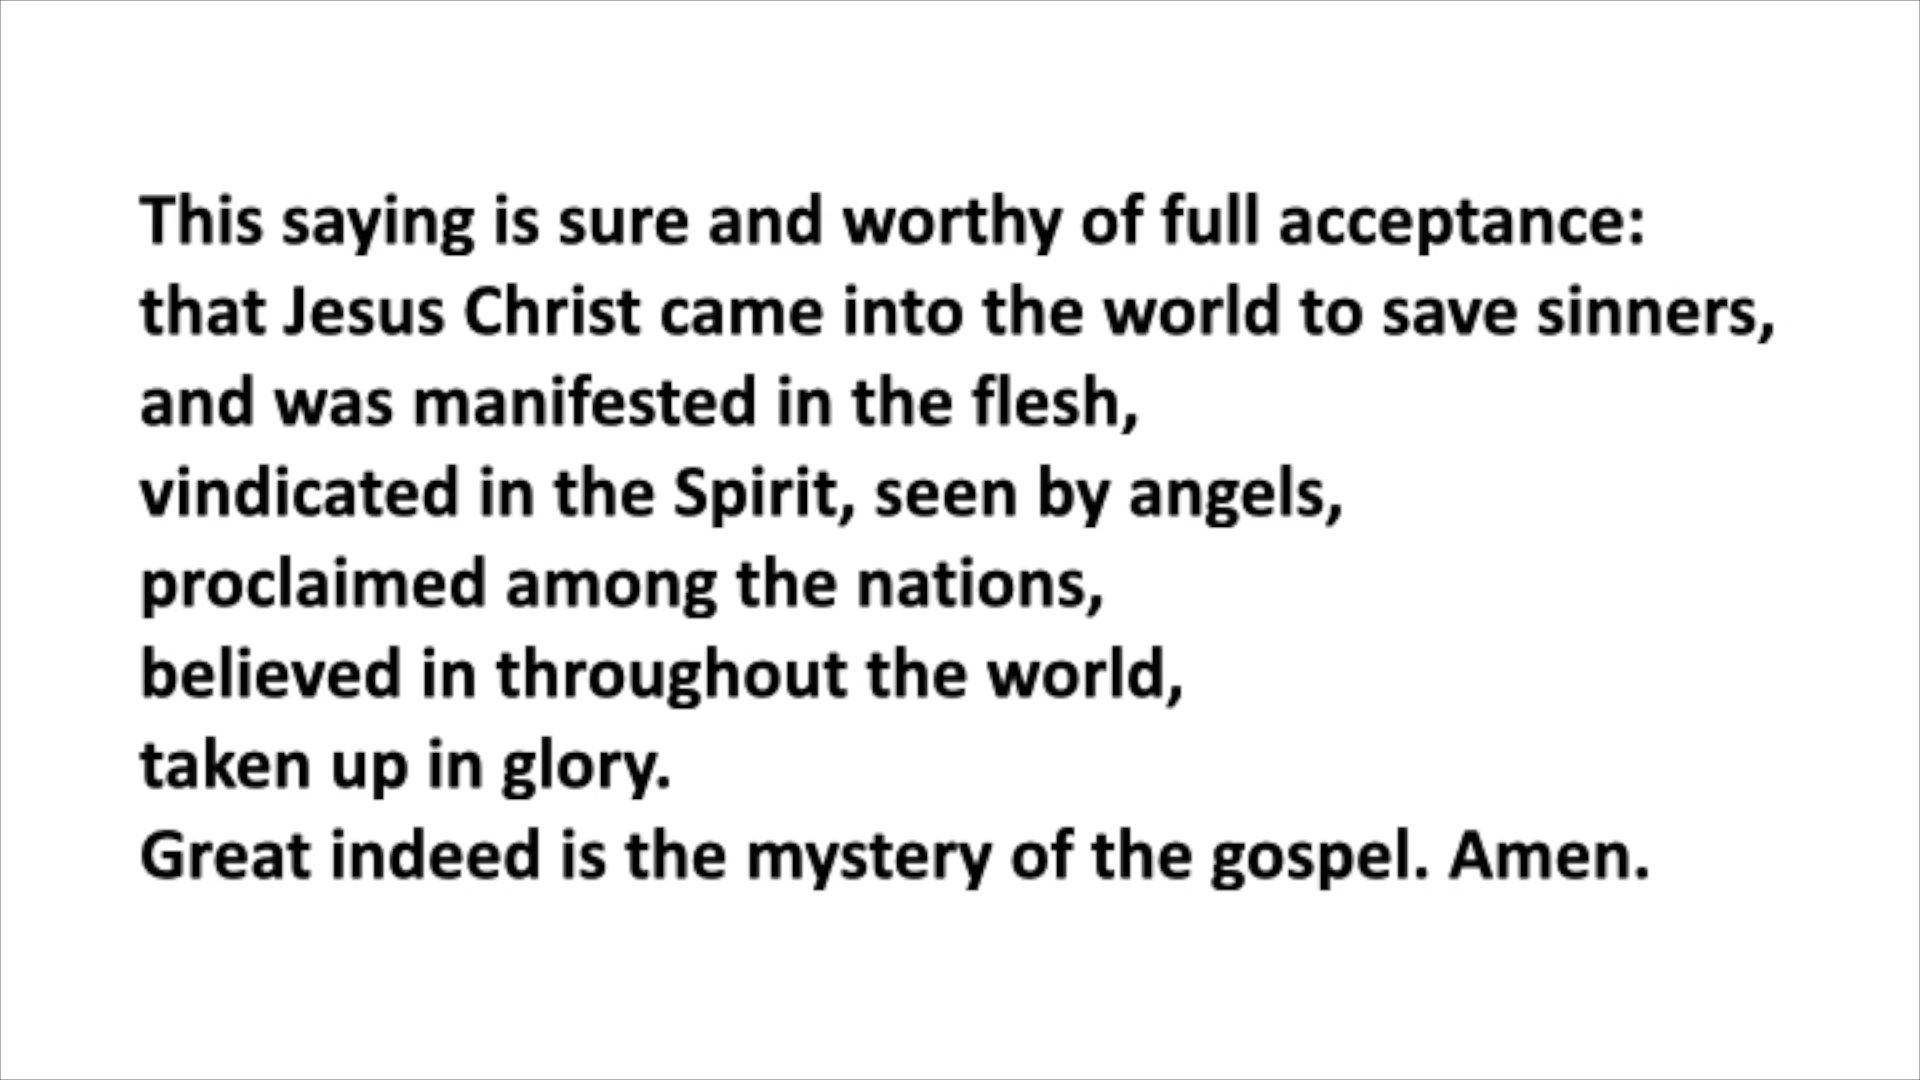 This saying is sure and worthy of full acceptance:
that Jesus Christ came into the world to save sinners,
and was manifested in the flesh,
vindicated in the Spirit, seen by angels,
proclaimed among the nations,
believed in throughout the world,
taken up in glory.
Great indeed is the mystery of the gospel. Amen.